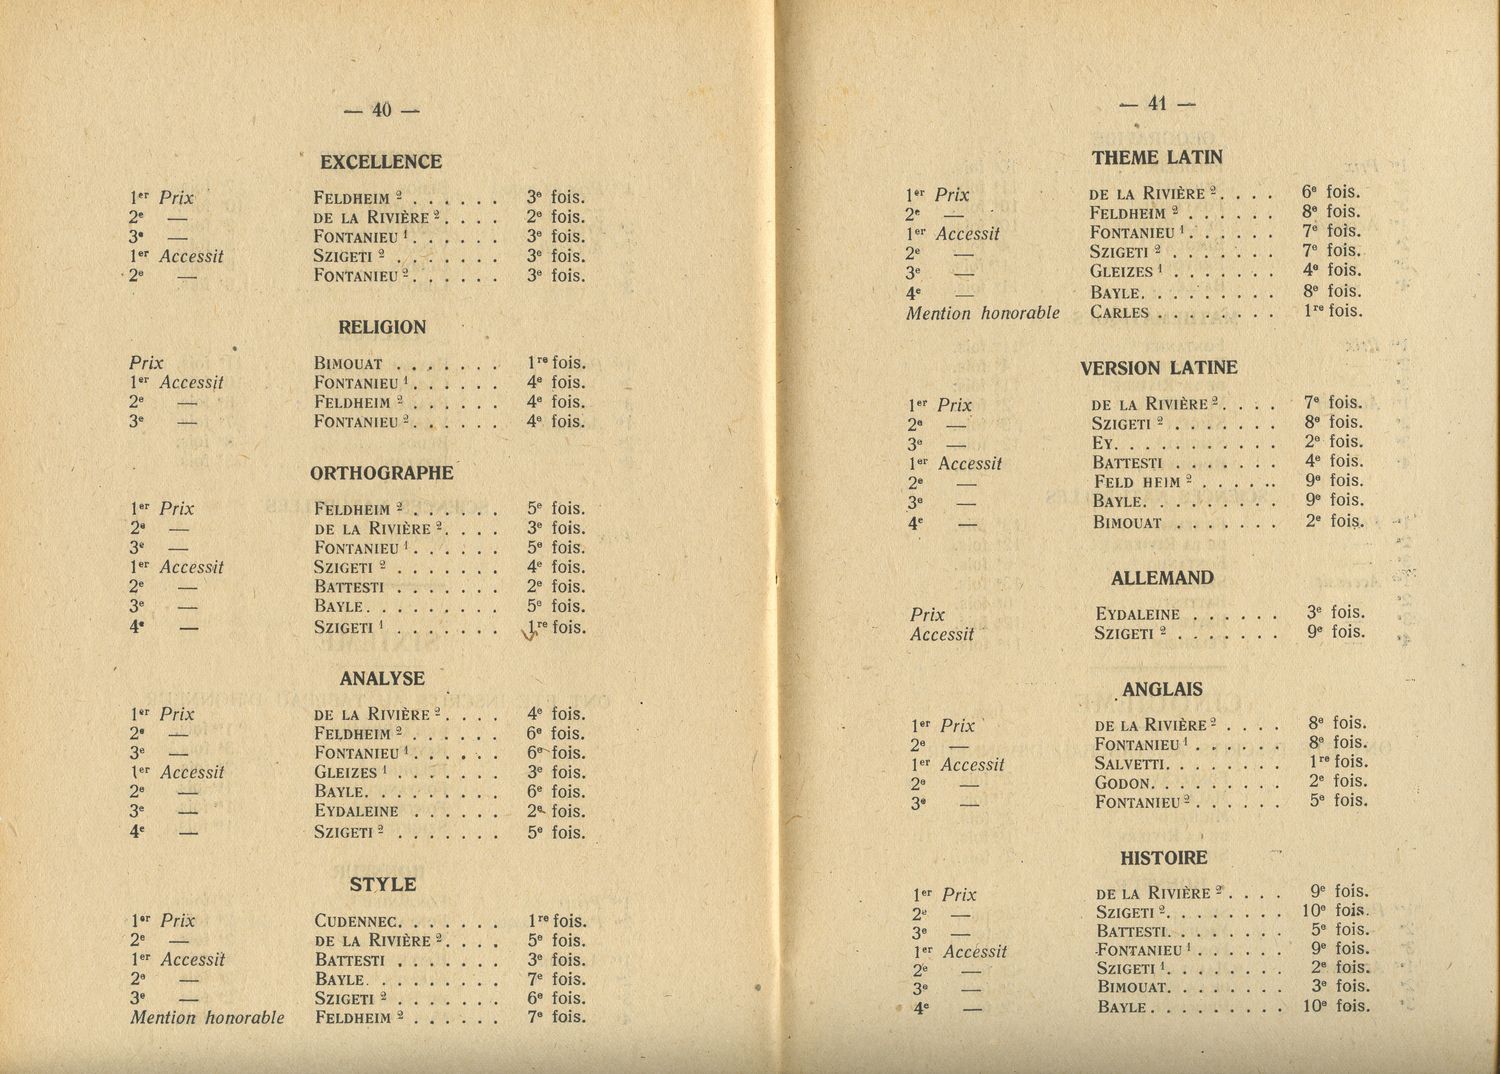 — 40 —
EXCELLENCE
1er Prix FELDHEIM 2 . . . . . . 3e fois.
2e — DE LA RIVIÈRE 2 . . . . 2e fois.
3e — FONTANIEU 1 . . . . . . 3e fois.
1er Accessit SZIGETI 2 . . . . . . . 3e fois.
2e — FONTANIEU 2 . . . . . . 3e fois.
RELIGION
Prix BIMOUAT . . . . . . . 1re fois.
1er Accessit FONTANIEU 1 . . . . . . 4e fois.
2e — FELDHEIM 2 . . . . . . 4e fois.
3e — FONTANIEU 2 . . . . . . 4e fois.
ORTHOGRAPHE
1er Prix FELDHEIM 2 . . . . . . 5e fois.
2e — DE LA RIVIÈRE 2 . . . . 3e fois.
3e — FONTANIEU 1 . . . . . . 5e fois.
1er Accessit SZIGETI 2 . . . . . . . 4e fois.
2e — BATTESTI . . . . . . . 2e fois.
3e — BAYLE. . . . . . . . . 5e fois.
4e — SZIGETI 1 . . . . . . . 1re fois.
ANALYSE
1er Prix DE LA RIVIÈRE 2 . . . . 4e fois.
2e — FELDHEIM 2 . . . . . . 6e fois.
3e — FONTANIEU 1 . . . . . . 6e fois.
1er Accessit GLEIZES 1 . . . . . . . 3e fois.
2e — BAYLE. . . . . . . . . 6e fois.
3e — EYDALEINE . . . . . . 2e fois.
4e — SZIGETI 2 . . . . . . . 5e fois.
STYLE
1er Prix CUDENNEC. . . . . . . 1re fois.
2e — DE LA RIVIÈRE 2 . . . . 5e fois.
1er Accessit BATTESTI . . . . . . . 3e fois.
2e — BAYLE. . . . . . . . . 7e fois.
3e — SZIGETI 2 . . . . . . . 6e fois.
Mention honorable FELDHEIM 2 . . . . . . 7e fois.
— 41 —
THEME LATIN
1er Prix DE LA RIVIÈRE 2 . . . . 6e fois.
2e — FELDHEIM 2 . . . . . . 8e fois.
1er Accessit FONTANIEU 1 . . . . . . 7e fois.
2e — SZIGETI 2 . . . . . . . 7e fois.
3e — GLEIZES 1 . . . . . . . 4e fois.
4e — BAYLE. . . . . . . . . 8e fois.
Mention honorable CARLES . . . . . . . . 1re fois.
VERSION LATINE
1er Prix DE LA RIVIÈRE 2 . . . . 7e fois.
2e — SZIGETI 2 . . . . . . . 8e fois.
3e — EY. . . . . . . . . . . 2e fois.
1er Accessit BATTESTI . . . . . . . 4e fois.
2e — FELD HEIM 2 . . . . . . 9e fois.
3e — BAYLE. . . . . . . . . 9e fois.
4e — BIMOUAT . . . . . . . 2e fois.
ALLEMAND
Prix EYDALEINE . . . . . . 3e fois.
Accessit SZIGETI 2 . . . . . . . 9e fois.
ANGLAIS
1er Prix DE LA RIVIÈRE 2 . . . . 8e fois.
2e — FONTANIEU 1 . . . . . . 8e fois.
1er Accessit SALVETTI. . . . . . . . 1re fois.
2e — GODON. . . . . . . . . 2e fois.
3e — FONTANIEU 2 . . . . . . 5e fois.
HISTOIRE
1er Prix DE LA RIVIÈRE 2 . . . . 9e fois.
2e — SZIGETI 2. . . . . . . . 10e fois.
3e — BATTESTI. . . . . . . . 5e fois.
1er Accessit FONTANIEU 1 . . . . . . 9e fois.
2e — SZIGETI 1. . . . . . . . 2e fois.
3e — BIMOUAT. . . . . . . . 3e fois.
4e — BAYLE . . . . . . . . . 10e fois.